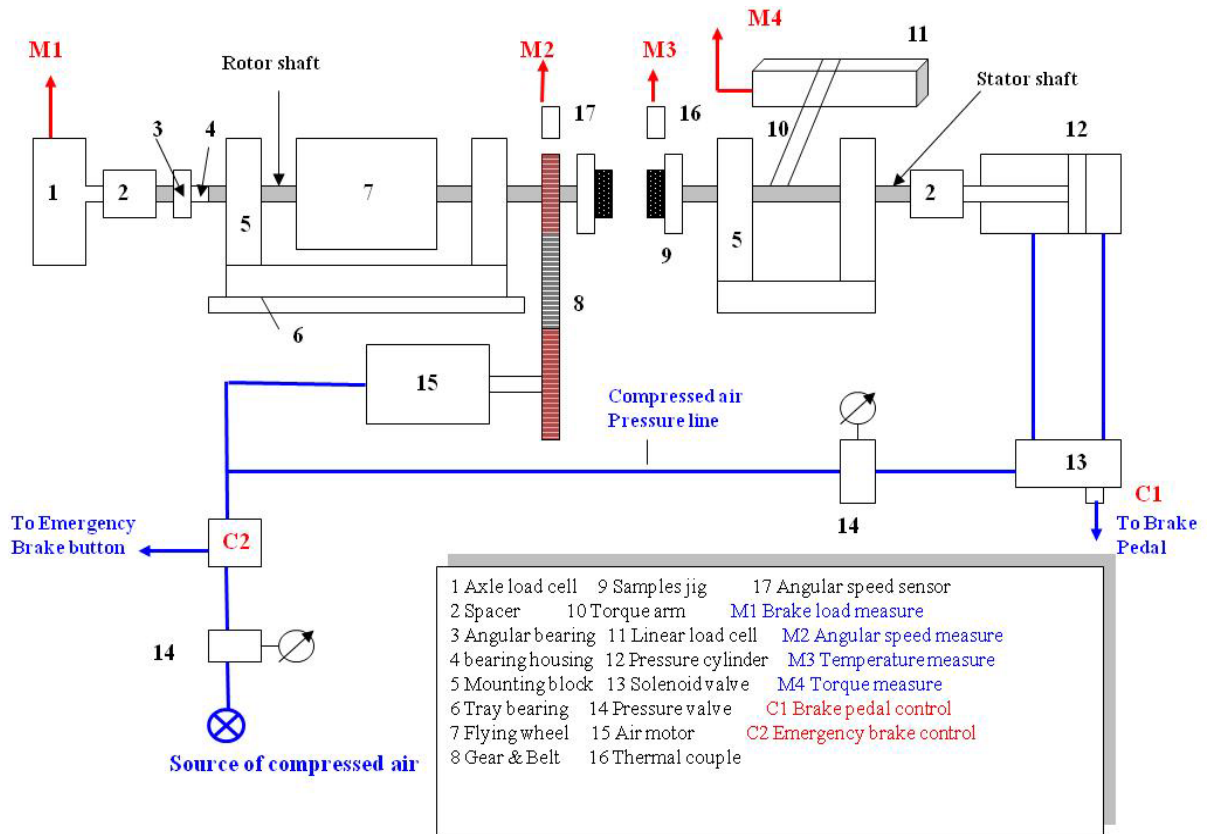 M1
Rotor shaft
M2
M3
M4
11
Stator shaft
3
4
17
16
10
12
1
2
5
7
9
5
2
6
8
15
Compressed air
Pressure line
13
C1
14
To Brake
Pedal
To Emergency
Brake button
C2
14
Source of compressed air
1 Axle load cell 9 Samples jig 17 Angular speed sensor
2 Spacer 10 Torque arm M1 Brake load measure
3 Angular bearing 11 Linear load cell M2 Angular speed measure
4 bearing housing 12 Pressure cylinder M3 Temperature measure
5 Mounting block 13 Solenoid valve M4 Torque measure
6 Tray bearing 14 Pressure valve C1 Brake pedal control
7 Flying wheel 15 Air motor C2 Emergency brake control
8 Gear & Belt 16 Thermal couple